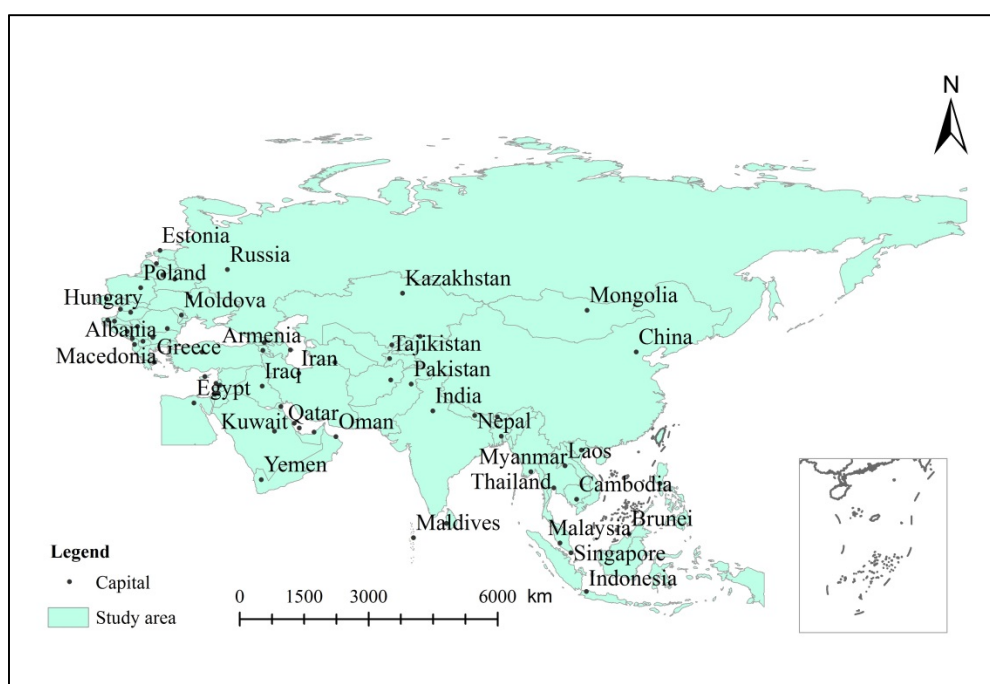 N
Estonia
Russia
Poland
Kazakhstan
Hungary
Moldova
Mongolia
Albania
Armenia
China
Macedonia
Greece
Iran
Tajikistan
Iraq
Pakistan
Egypt
India
Kuwait
Qatar
Oman
Nepal
Yemen
Myanmar
Laos
Thailand
Cambodia
Maldives
Malaysia
Brunei
Singapore
Indonesia
Legend
Capital
Study area
0 1500 3000 6000 km